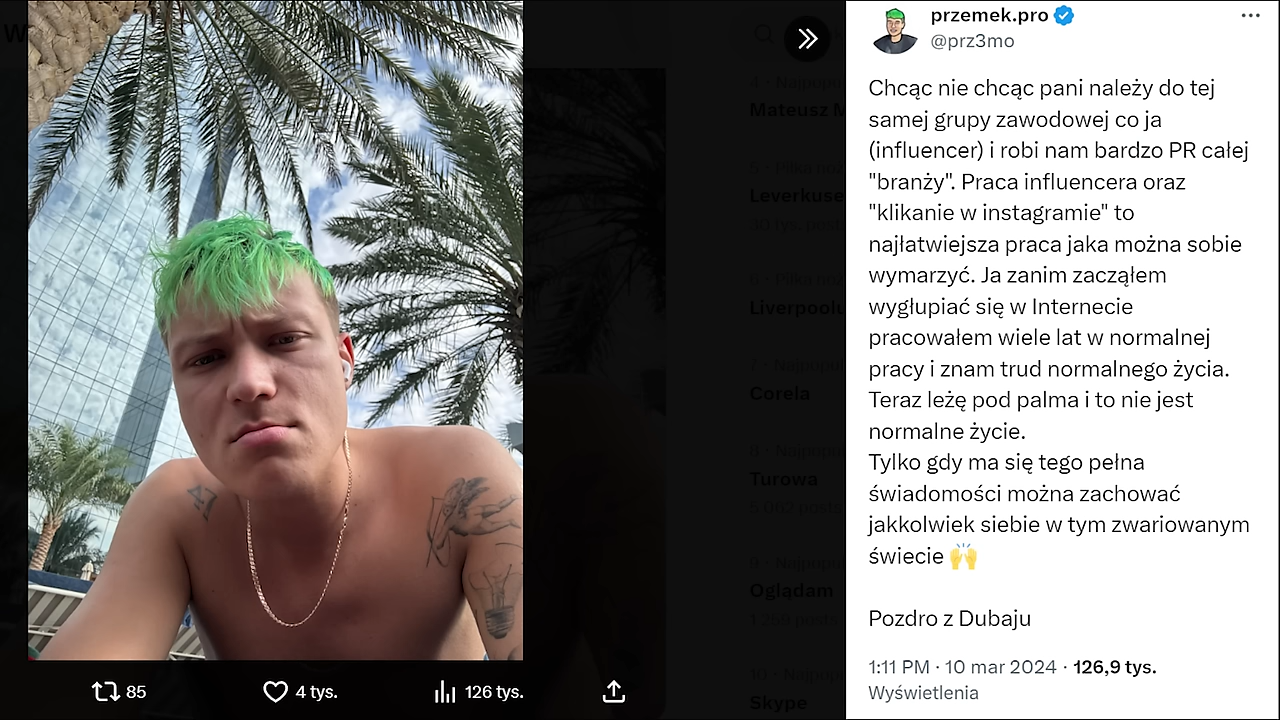 przemek.pro
@prz3mo
Chcąc nie chcąc pani należy do tej
samej grupy zawodowej co ja
(influencer) i robi nam bardzo PR całej
"branży". Praca influencera oraz
"klikanie w instagramie" to
najłatwiejsza praca jaka można sobie
wymarzyć. Ja zanim zacząłem
wygłupiać się w Internecie
pracowałem wiele lat w normalnej
pracy i znam trud normalnego życia.
Teraz leżę pod palma i to nie jest
normalne życie.
Tylko gdy ma się tego pełna
świadomości można zachować
jakkolwiek siebie w tym zwariowanym
świecie 🙌
Pozdro z Dubaju
1:11 PM · 10 mar 2024 · 126,9 tys.
Wyświetlenia
85
4 tys.
126 tys.
Mateusz M
Leverkuse
Liverpool
Corela
Turowa
Oglądam
Skype